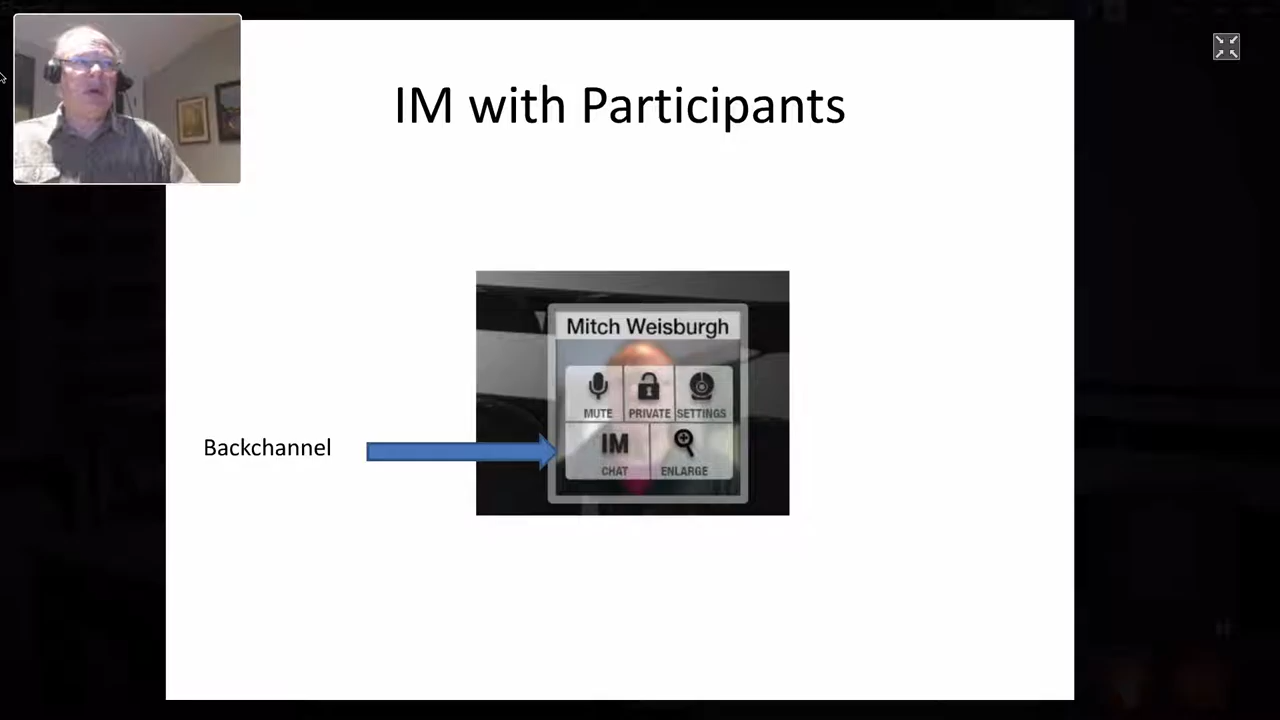 IM with Participants
Mitch Weisburgh
MUTE PRIVATE SETTINGS
IM
CHAT ENLARGE
Backchannel